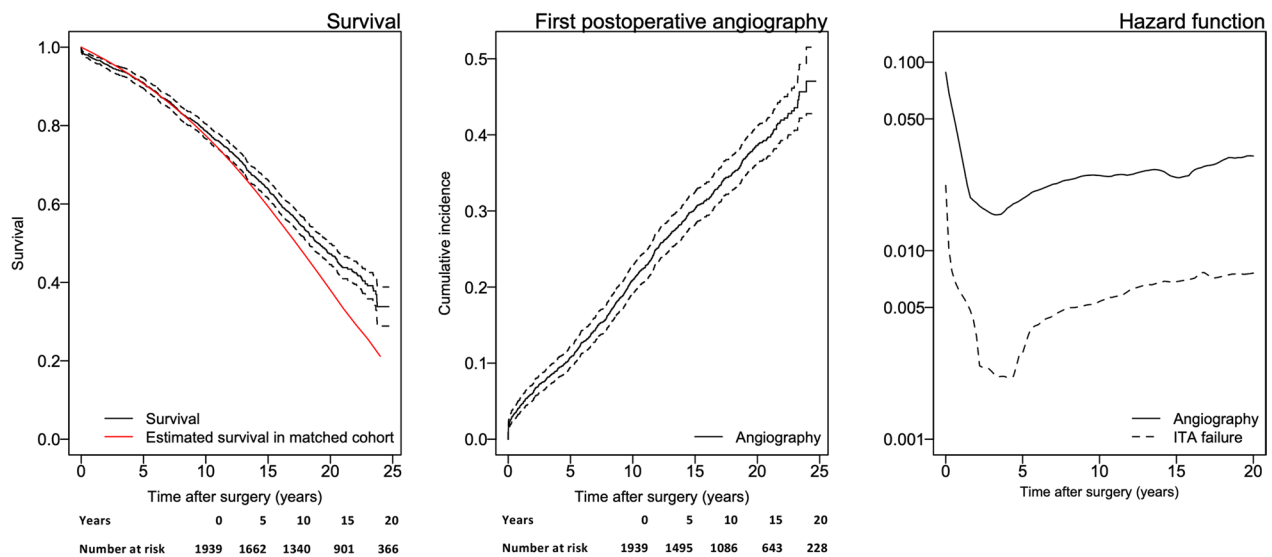 Survival
1.0
0.8
0.6
0.4
0.2
0.0
Survival
Survival
Estimated survival in matched cohort
0 5 10 15 20 25
Time after surgery (years)
Years 0 5 10 15 20
Number at risk 1939 1662 1340 901 366
First postoperative angiography
0.5
0.4
0.3
0.2
0.1
0.0
Cumulative incidence
Angiography
0 5 10 15 20 25
Time after surgery (years)
Years 0 5 10 15 20
Number at risk 1939 1495 1086 643 228
Hazard function
0.100
0.050
0.010
0.005
0.001
Angiography
ITA failure
0 5 10 15 20
Time after surgery (years)